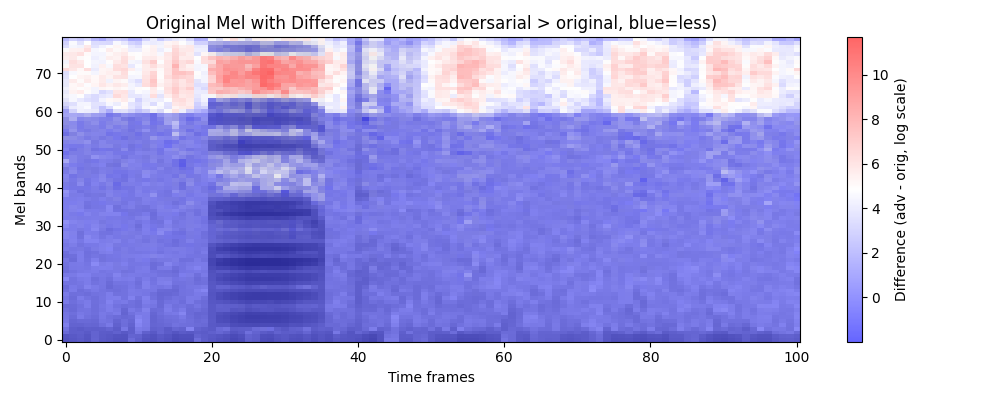 Original Mel with Differences (red=adversarial > original, blue=less)
Mel bands
70
60
50
40
30
20
10
0
0 20 40 60 80 100
Time frames
10
8
6
4
2
0
Difference (adv - orig, log scale)